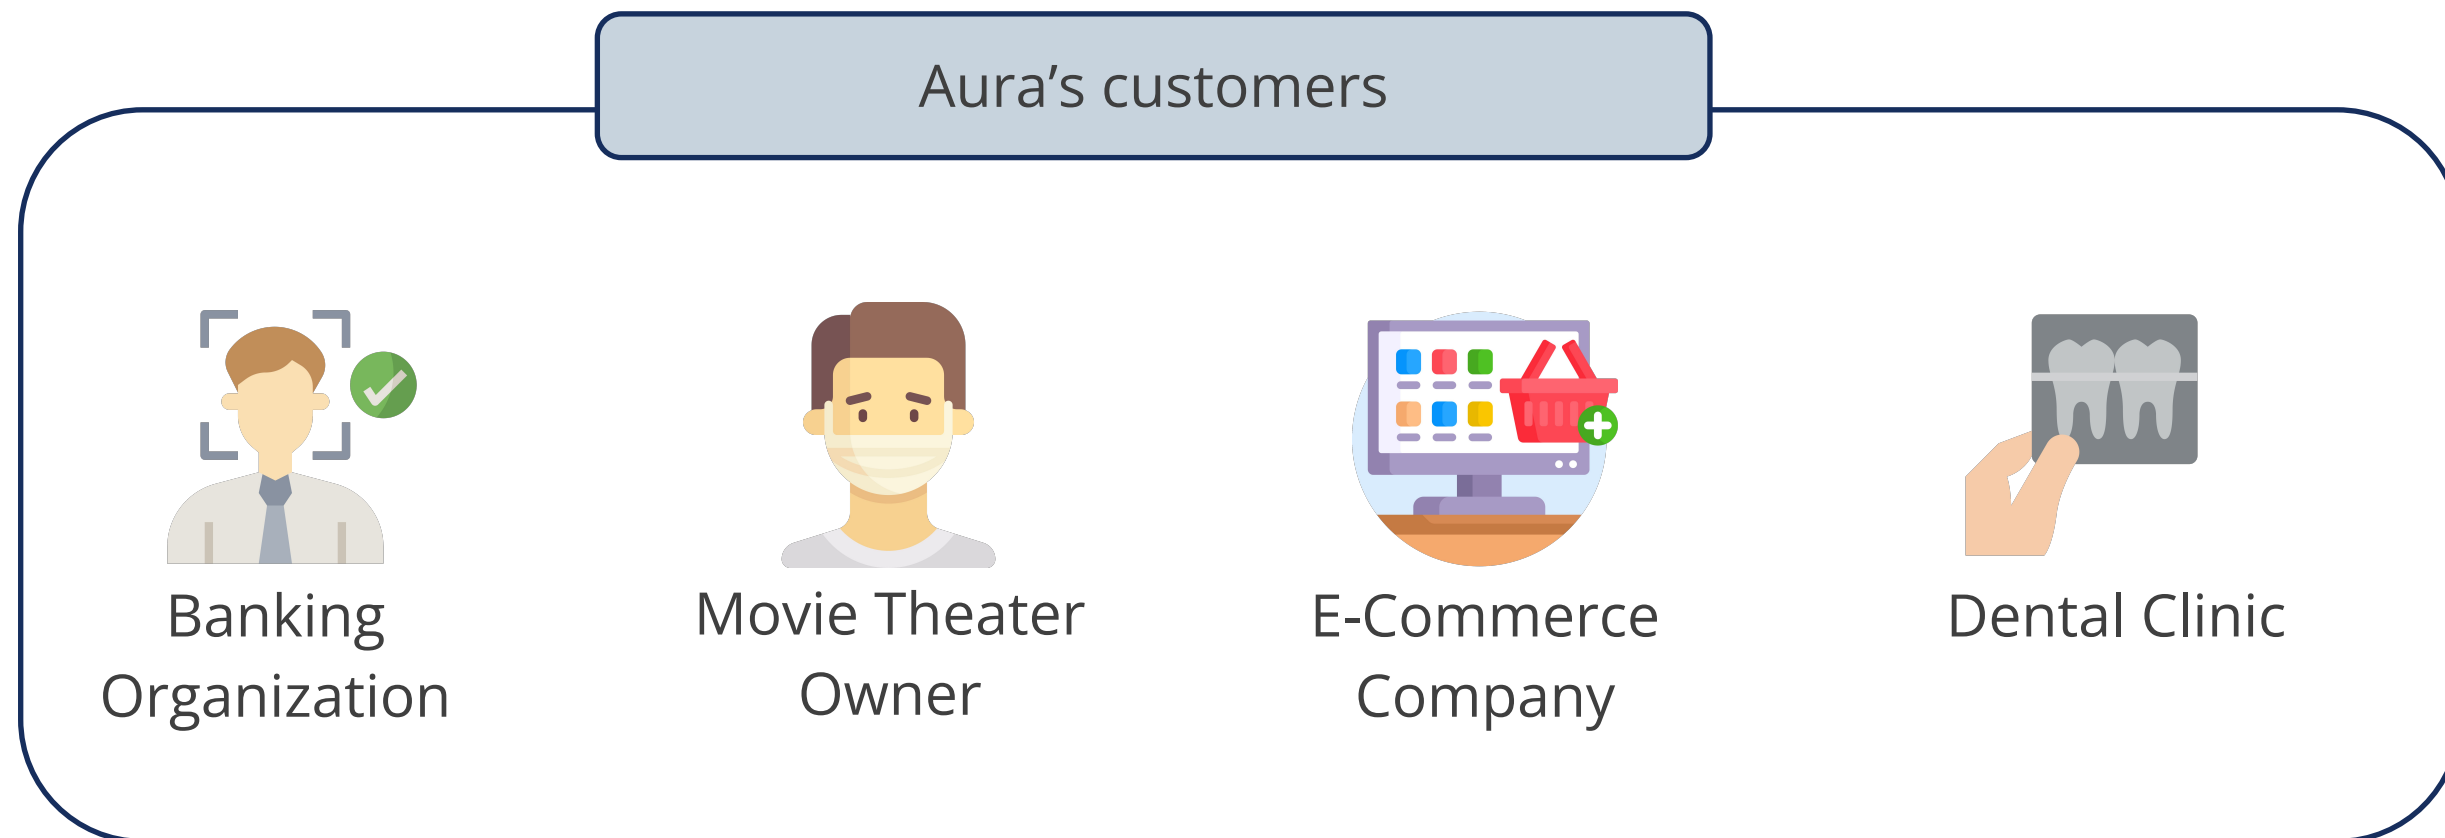 Aura’s customers
Banking
Organization
Movie Theater
Owner
E-Commerce
Company
Dental Clinic